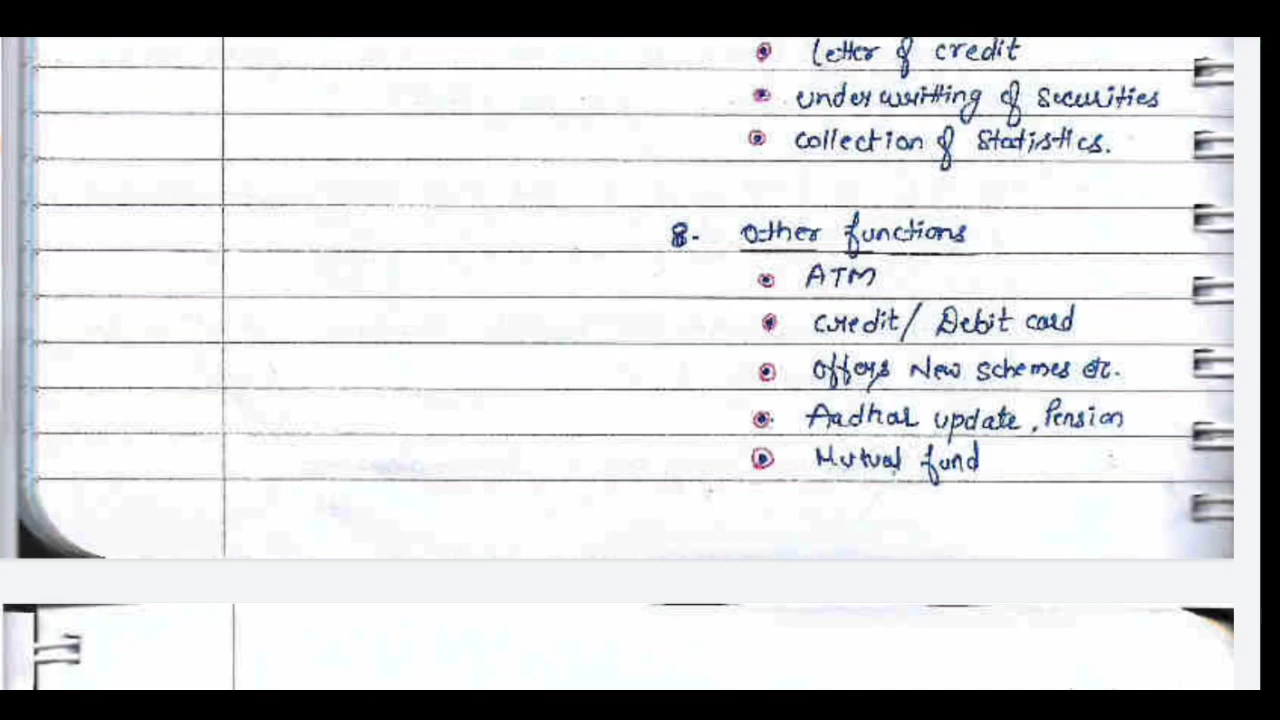 letter of credit
underwritting of securities
collection of statistics.
8. Other functions
ATM
credit/ Debit card
offers New schemes etc.
Aadhar update, Pension
Mutual fund